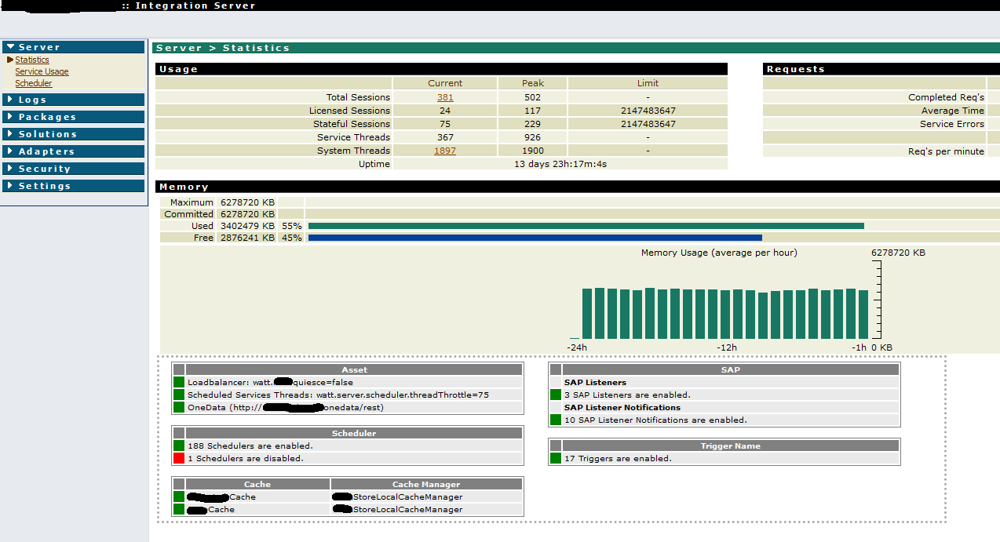 :: Integration Server
Server
Statistics
Service Usage
Scheduler
Logs
Packages
Solutions
Adapters
Security
Settings
Server > Statistics
Usage
Current Peak Limit
Total Sessions 381 502 -
Licensed Sessions 24 117 2147483647
Stateful Sessions 75 229 2147483647
Service Threads 367 926 -
System Threads 1897 1900 -
Uptime 13 days 23h:17m:4s
Requests
Completed Req's
Average Time
Service Errors
Req's per minute
Memory
Maximum 6278720 KB
Committed 6278720 KB
Used 3402479 KB 55%
Free 2876241 KB 45%
Memory Usage (average per hour) 6278720 KB
-24h -12h -1h 0 KB
Asset
Loadbalancer: watt. quiesce=false
Scheduled Services Threads: watt.server.scheduler.threadThrottle=75
OneData (http:// onedata/rest)
Scheduler
188 Schedulers are enabled.
1 Schedulers are disabled.
Cache Cache Manager
Cache StoreLocalCacheManager
Cache StoreLocalCacheManager
SAP
SAP Listeners
3 SAP Listeners are enabled.
SAP Listener Notifications
10 SAP Listener Notifications are enabled.
Trigger Name
17 Triggers are enabled.